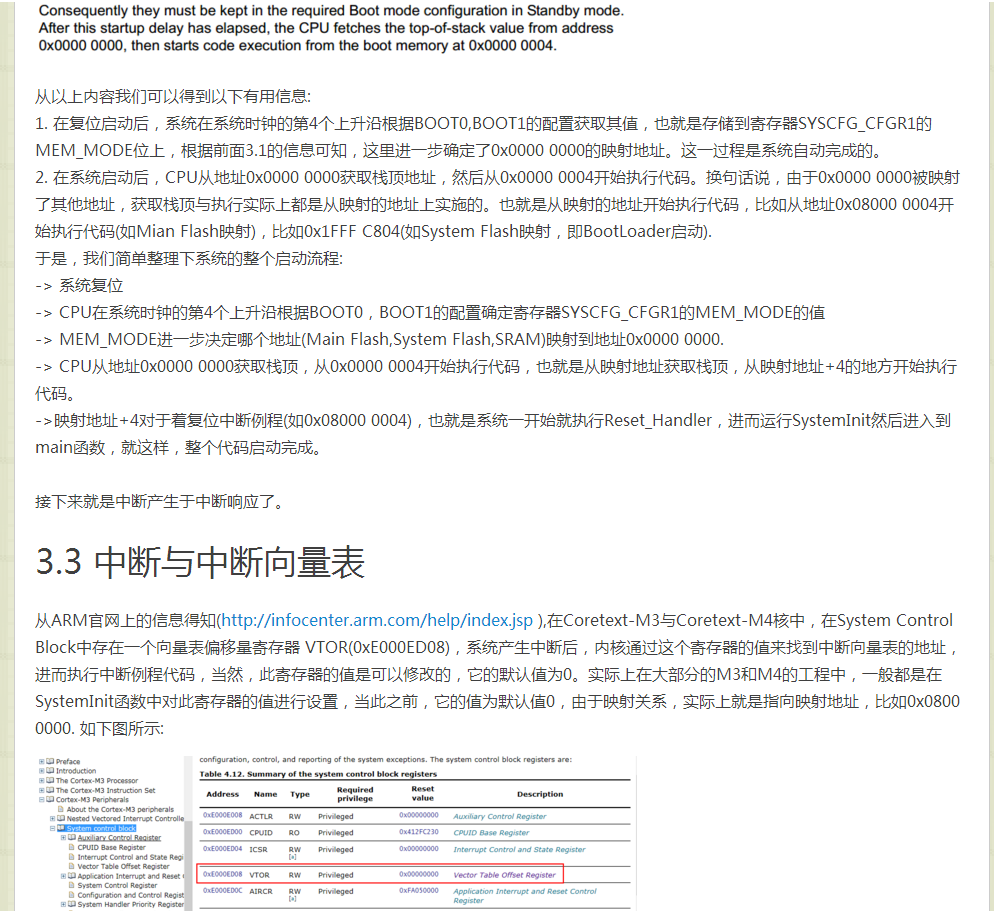 Consequently they must be kept in the required Boot mode configuration in Standby mode.
After this startup delay has elapsed, the CPU fetches the top-of-stack value from address
0x0000 0000, then starts code execution from the boot memory at 0x0000 0004.
从以上内容我们可以得到以下有用信息:
1. 在复位启动后，系统在系统时钟的第4个上升沿根据BOOT0,BOOT1的配置获取其值，也就是存储到寄存器SYSCFG_CFGR1的
MEM_MODE位上，根据前面3.1的信息可知，这里进一步确定了0x0000 0000的映射地址。这一过程是系统自动完成的。
2. 在系统启动后，CPU从地址0x0000 0000获取栈顶地址，然后从0x0000 0004开始执行代码。换句话说，由于0x0000 0000被映射
了其他地址，获取栈顶与执行实际上都是从映射的地址上实施的。也就是从映射的地址开始执行代码，比如从地址0x08000 0004开
始执行代码(如Mian Flash映射)，比如0x1FFF C804(如System Flash映射，即BootLoader启动).
于是，我们简单整理下系统的整个启动流程:
-> 系统复位
-> CPU在系统时钟的第4个上升沿根据BOOT0，BOOT1的配置确定寄存器SYSCFG_CFGR1的MEM_MODE的值
-> MEM_MODE进一步决定哪个地址(Main Flash,System Flash,SRAM)映射到地址0x0000 0000.
-> CPU从地址0x0000 0000获取栈顶，从0x0000 0004开始执行代码，也就是从映射地址获取栈顶，从映射地址+4的地方开始执行
代码。
->映射地址+4对于着复位中断例程(如0x08000 0004)，也就是系统一开始就执行Reset_Handler，进而运行SystemInit然后进入到
main函数，就这样，整个代码启动完成。
接下来就是中断产生于中断响应了。
3.3 中断与中断向量表
从ARM官网上的信息得知(http://infocenter.arm.com/help/index.jsp ),在Coretext-M3与Coretext-M4核中，在System Control
Block中存在一个向量表偏移量寄存器 VTOR(0xE000ED08)，系统产生中断后，内核通过这个寄存器的值来找到中断向量表的地址，
进而执行中断例程代码，当然，此寄存器的值是可以修改的，它的默认值为0。实际上在大部分的M3和M4的工程中，一般都是在
SystemInit函数中对此寄存器的值进行设置，当此之前，它的值为默认值0，由于映射关系，实际上就是指向映射地址，比如0x0800
0000. 如下图所示:
Preface
Introduction
The Cortex-M3 Processor
The Cortex-M3 Instruction Set
Cortex-M3 Peripherals
About the Cortex-M3 peripherals
Nested Vectored Interrupt Controlle
System control block
Auxiliary Control Register
CPUID Base Register
Interrupt Control and State Regi
Vector Table Offset Register
Application Interrupt and Reset
System Control Register
Configuration and Control Regist
System Handler Priority Register
configuration, control, and reporting of the system exceptions. The system control block registers are:
Table 4.12. Summary of the system control block registers
Address Name Type Required privilege Reset value Description
0xE000E008 ACTLR RW Privileged 0x00000000 Auxiliary Control Register
0xE000ED00 CPUID RO Privileged 0x412FC230 CPUID Base Register
0xE000ED04 ICSR RW [a] Privileged 0x00000000 Interrupt Control and State Register
0xE000ED08 VTOR RW Privileged 0x00000000 Vector Table Offset Register
0xE000ED0C AIRCR RW [a] Privileged 0xFA050000 Application Interrupt and Reset Control
Register